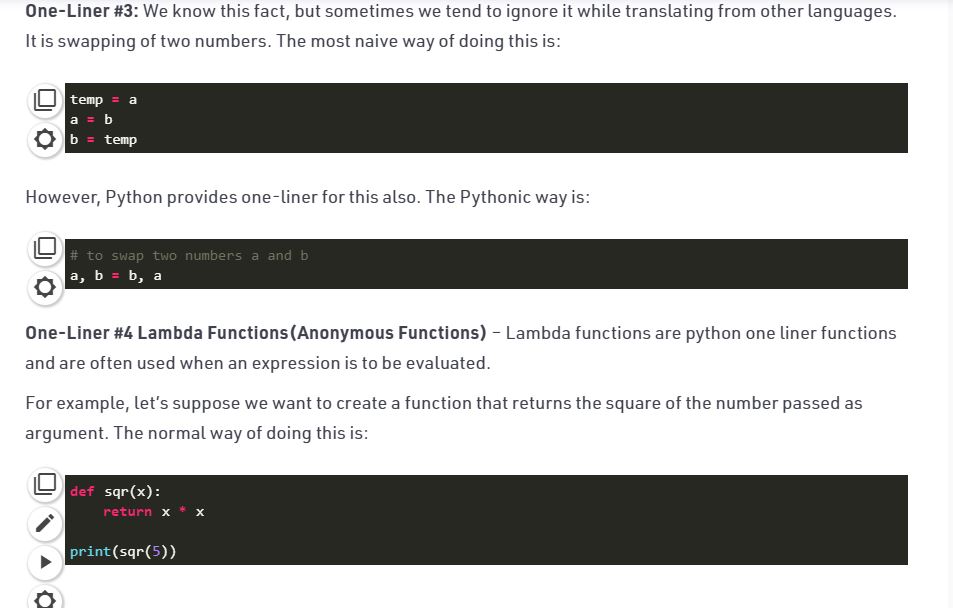 One-Liner #3: We know this fact, but sometimes we tend to ignore it while translating from other languages.
It is swapping of two numbers. The most naive way of doing this is:
temp = a
a = b
b = temp
However, Python provides one-liner for this also. The Pythonic way is:
# to swap two numbers a and b
a, b = b, a
One-Liner #4 Lambda Functions(Anonymous Functions) – Lambda functions are python one liner functions
and are often used when an expression is to be evaluated.
For example, let's suppose we want to create a function that returns the square of the number passed as
argument. The normal way of doing this is:
def sqr(x):
    return x * x
print(sqr(5))